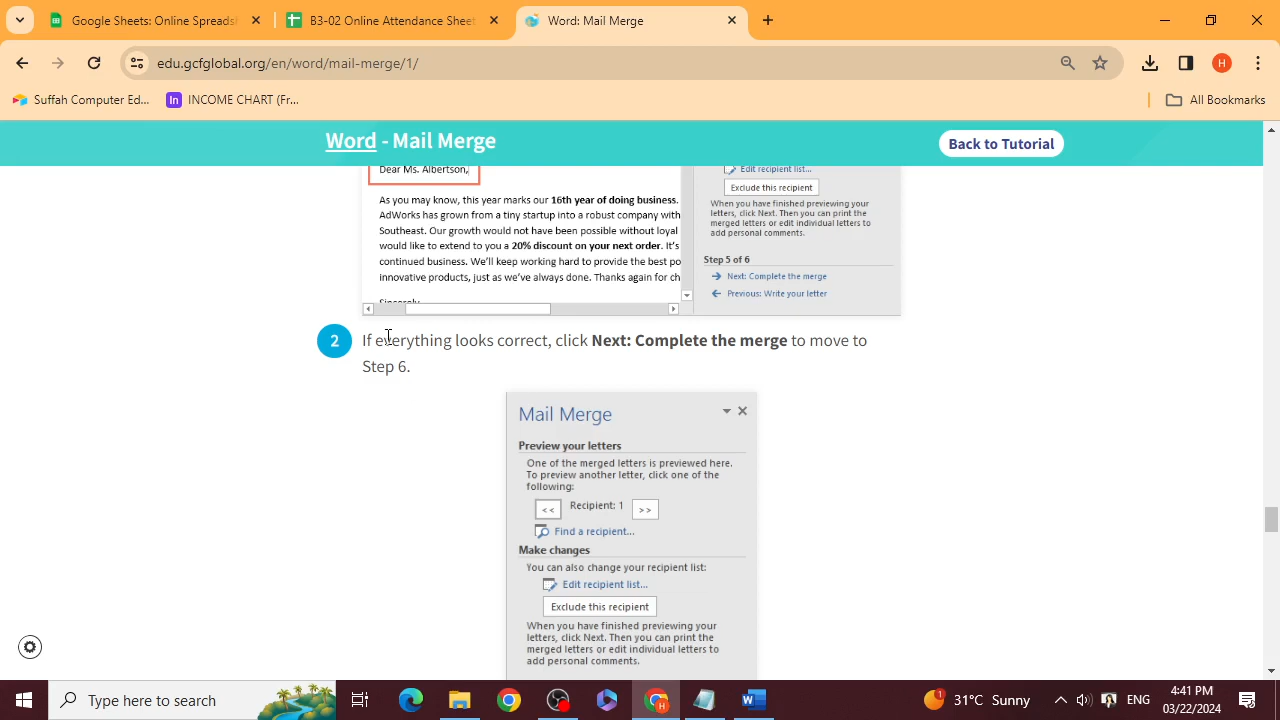 Google Sheets: Online Spreadsh
B3-02 Online Attendance Sheet
Word: Mail Merge
edu.gcfglobal.org/en/word/mail-merge/1/
H
Suffah Computer Ed...
In INCOME CHART (Fr...
All Bookmarks
Word - Mail Merge
Back to Tutorial
Dear Ms. Albertson,
As you may know, this year marks our 16th year of doing business.
AdWorks has grown from a tiny startup into a robust company with
Southeast. Our growth would not have been possible without loyal
would like to extend to you a 20% discount on your next order. It's
continued business. We'll keep working hard to provide the best po
innovative products, just as we've always done. Thanks again for ch
Sincerely
Edit recipient list...
Exclude this recipient
When you have finished previewing your
letters, click Next. Then you can print the
merged letters or edit individual letters to
add personal comments.
Step 5 of 6
Next: Complete the merge
Previous: Write your letter
2 If everything looks correct, click Next: Complete the merge to move to
Step 6.
Mail Merge
Preview your letters
One of the merged letters is previewed here.
To preview another letter, click one of the
following:
<< Recipient: 1 >>
Find a recipient...
Make changes
You can also change your recipient list:
Edit recipient list...
Exclude this recipient
When you have finished previewing your
letters, click Next. Then you can print the
merged letters or edit individual letters to
add personal comments.
Type here to search
H
1
31°C Sunny
ENG
4:41 PM
03/22/2024